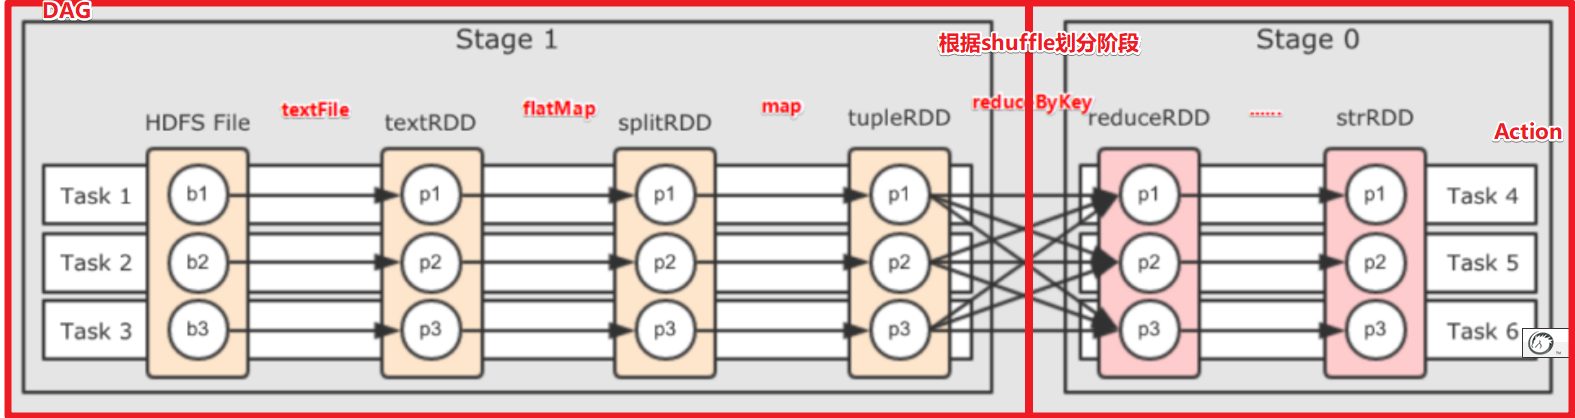 DAG
Stage 1
根据shuffle划分阶段
Stage 0
HDFS File
textFile
textRDD
flatMap
splitRDD
map
tupleRDD
reduceByKey
reduceRDD
......
strRDD
Action
Task 1 b1 p1 p1 p1 p1 p1 Task 4
Task 2 b2 p2 p2 p2 p2 p2 Task 5
Task 3 b3 p3 p3 p3 p3 p3 Task 6